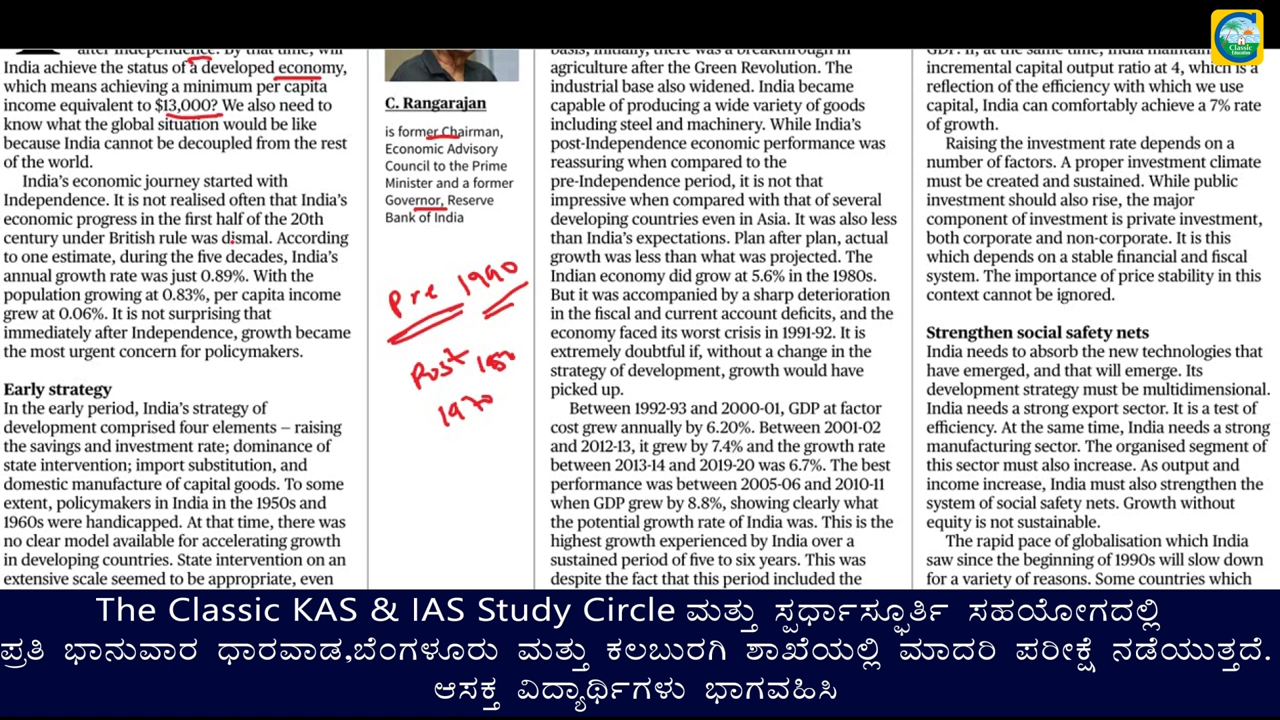 after Independence. By that time, will
India achieve the status of a developed economy,
which means achieving a minimum per capita
income equivalent to $13,000? We also need to
know what the global situation would be like
because India cannot be decoupled from the rest
of the world.
India's economic journey started with
Independence. It is not realised often that India's
economic progress in the first half of the 20th
century under British rule was dismal. According
to one estimate, during the five decades, India's
annual growth rate was just 0.89%. With the
population growing at 0.83%, per capita income
grew at 0.06%. It is not surprising that
immediately after Independence, growth became
the most urgent concern for policymakers.
Early strategy
In the early period, India's strategy of
development comprised four elements — raising
the savings and investment rate; dominance of
state intervention; import substitution, and
domestic manufacture of capital goods. To some
extent, policymakers in India in the 1950s and
1960s were handicapped. At that time, there was
no clear model available for accelerating growth
in developing countries. State intervention on an
extensive scale seemed to be appropriate, even
C. Rangarajan
is former Chairman,
Economic Advisory
Council to the Prime
Minister and a former
Governor, Reserve
Bank of India
Pre 1990
Post
1970
basis, initially, there was a breakthrough in
agriculture after the Green Revolution. The
industrial base also widened. India became
capable of producing a wide variety of goods
including steel and machinery. While India's
post-Independence economic performance was
reassuring when compared to the
pre-Independence period, it is not that
impressive when compared with that of several
developing countries even in Asia. It was also less
than India's expectations. Plan after plan, actual
growth was less than what was projected. The
Indian economy did grow at 5.6% in the 1980s.
But it was accompanied by a sharp deterioration
in the fiscal and current account deficits, and the
economy faced its worst crisis in 1991-92. It is
extremely doubtful if, without a change in the
strategy of development, growth would have
picked up.
Between 1992-93 and 2000-01, GDP at factor
cost grew annually by 6.20%. Between 2001-02
and 2012-13, it grew by 7.4% and the growth rate
between 2013-14 and 2019-20 was 6.7%. The best
performance was between 2005-06 and 2010-11
when GDP grew by 8.8%, showing clearly what
the potential growth rate of India was. This is the
highest growth experienced by India over a
sustained period of five to six years. This was
despite the fact that this period included the
GDP. If, at the same time, India maintains
incremental capital output ratio at 4, which is a
reflection of the efficiency with which we use
capital, India can comfortably achieve a 7% rate
of growth.
Raising the investment rate depends on a
number of factors. A proper investment climate
must be created and sustained. While public
investment should also rise, the major
component of investment is private investment,
both corporate and non-corporate. It is this
which depends on a stable financial and fiscal
system. The importance of price stability in this
context cannot be ignored.
Strengthen social safety nets
India needs to absorb the new technologies that
have emerged, and that will emerge. Its
development strategy must be multidimensional.
India needs a strong export sector. It is a test of
efficiency. At the same time, India needs a strong
manufacturing sector. The organised segment of
this sector must also increase. As output and
income increase, India must also strengthen the
system of social safety nets. Growth without
equity is not sustainable.
The rapid pace of globalisation which India
saw since the beginning of 1990s will slow down
for a variety of reasons. Some countries which
Classic
Education
The Classic KAS & IAS Study Circle ಮತ್ತು ಸ್ಪರ್ಧಾಸ್ಫೂರ್ತಿ ಸಹಯೋಗದಲ್ಲಿ
ಪ್ರತಿ ಭಾನುವಾರ ಧಾರವಾಡ,ಬೆಂಗಳೂರು ಮತ್ತು ಕಲಬುರಗಿ ಶಾಖೆಯಲ್ಲಿ ಮಾದರಿ ಪರೀಕ್ಷೆ ನಡೆಯುತ್ತದೆ.
ಆಸಕ್ತ ವಿದ್ಯಾರ್ಥಿಗಳು ಭಾಗವಹಿಸಿ